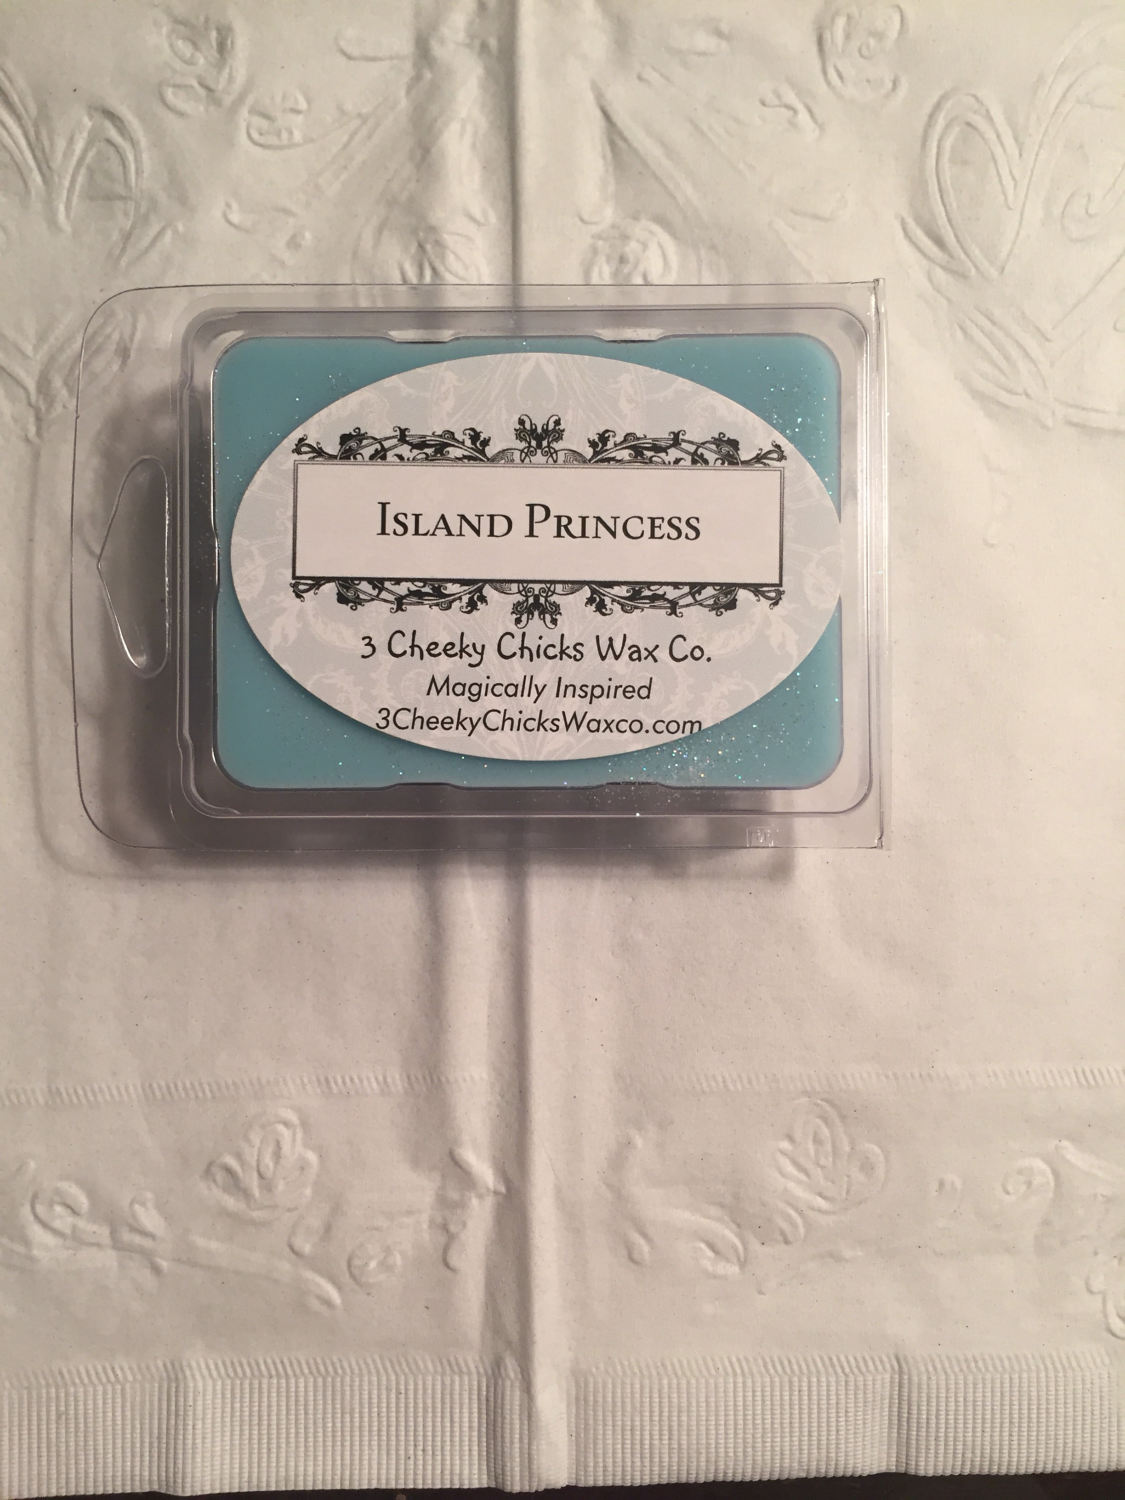 Island Princess
3 Cheeky Chicks Wax Co.
Magically Inspired
3CheekyChicksWaxco.com